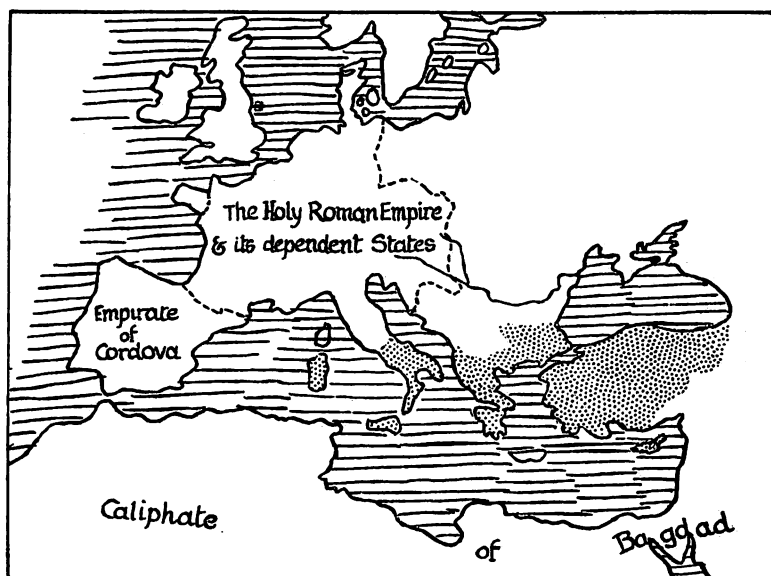 The Holy Roman Empire
& its dependent States
Empirate
of
Cordova
Caliphate
of
Bagdad